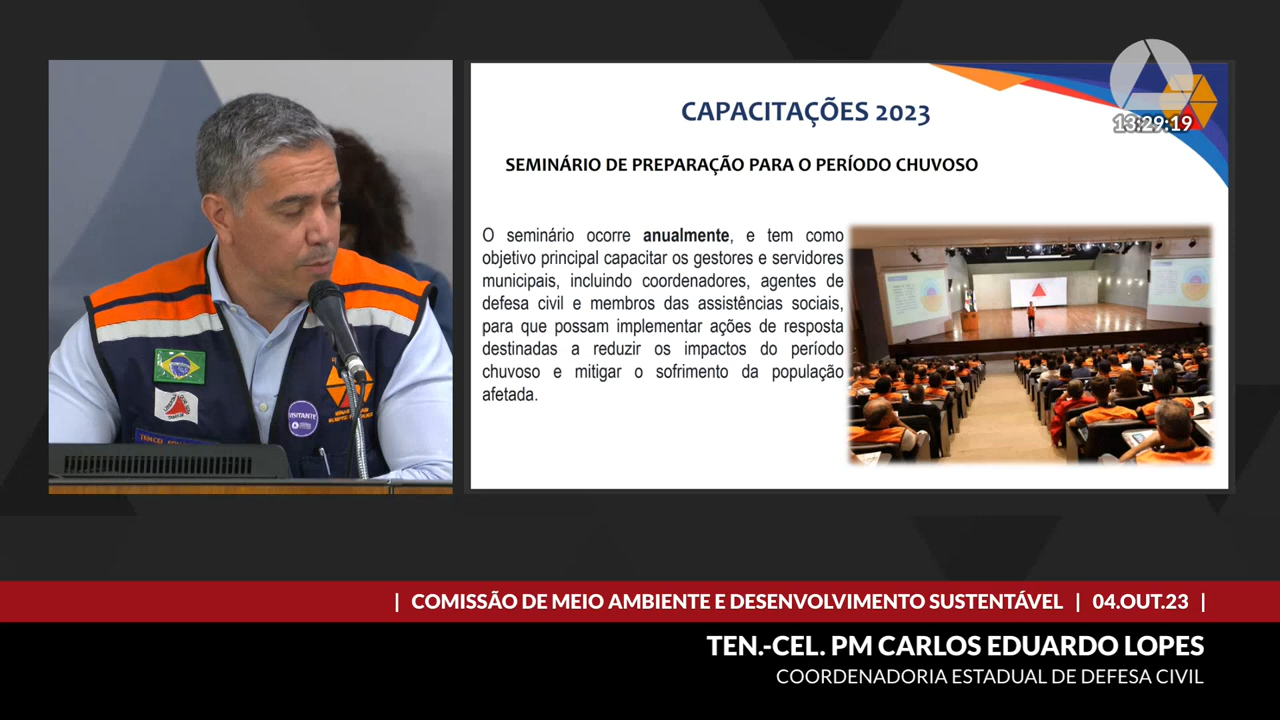 CAPACITAÇÕES 2023
13:29:19
SEMINÁRIO DE PREPARAÇÃO PARA O PERÍODO CHUVOSO
O seminário ocorre anualmente, e tem como
objetivo principal capacitar os gestores e servidores
municipais, incluindo coordenadores, agentes de
defesa civil e membros das assistências sociais,
para que possam implementar ações de resposta
destinadas a reduzir os impactos do período
chuvoso e mitigar o sofrimento da população
afetada.
VISITANTE
| COMISSÃO DE MEIO AMBIENTE E DESENVOLVIMENTO SUSTENTÁVEL | 04.OUT.23 |
TEN.-CEL. PM CARLOS EDUARDO LOPES
COORDENADORIA ESTADUAL DE DEFESA CIVIL